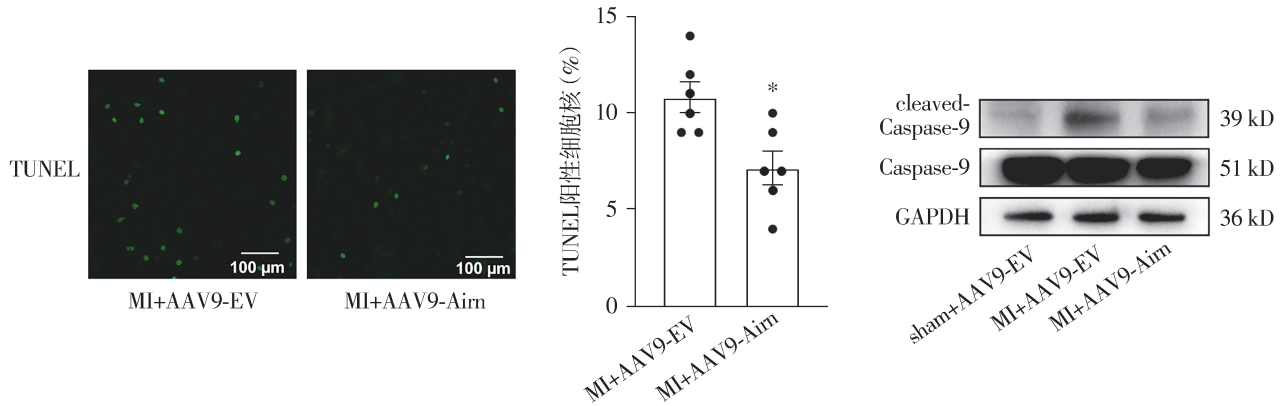 TUNEL
100 μm
100 μm
MI+AAV9-EV
MI+AAV9-Airn
TUNEL阳性细胞核(%)
15
10
5
0
*
MI+AAV9-EV
MI+AAV9-Airn
cleaved-
Caspase-9
39 kD
Caspase-9
51 kD
GAPDH
36 kD
sham+AAV9-EV
MI+AAV9-EV
MI+AAV9-Airn